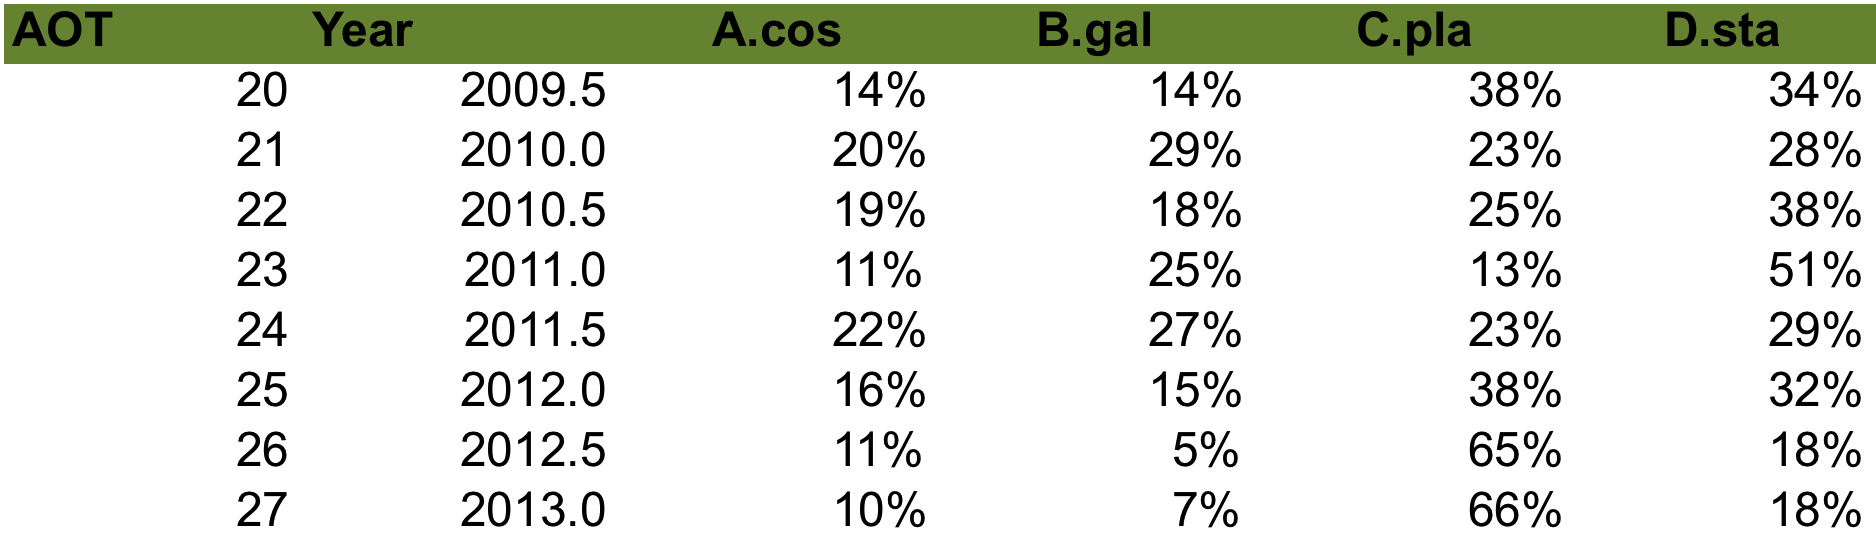 AOT Year A.cos B.gal C.pla D.sta
20 2009.5 14% 14% 38% 34%
21 2010.0 20% 29% 23% 28%
22 2010.5 19% 18% 25% 38%
23 2011.0 11% 25% 13% 51%
24 2011.5 22% 27% 23% 29%
25 2012.0 16% 15% 38% 32%
26 2012.5 11% 5% 65% 18%
27 2013.0 10% 7% 66% 18%